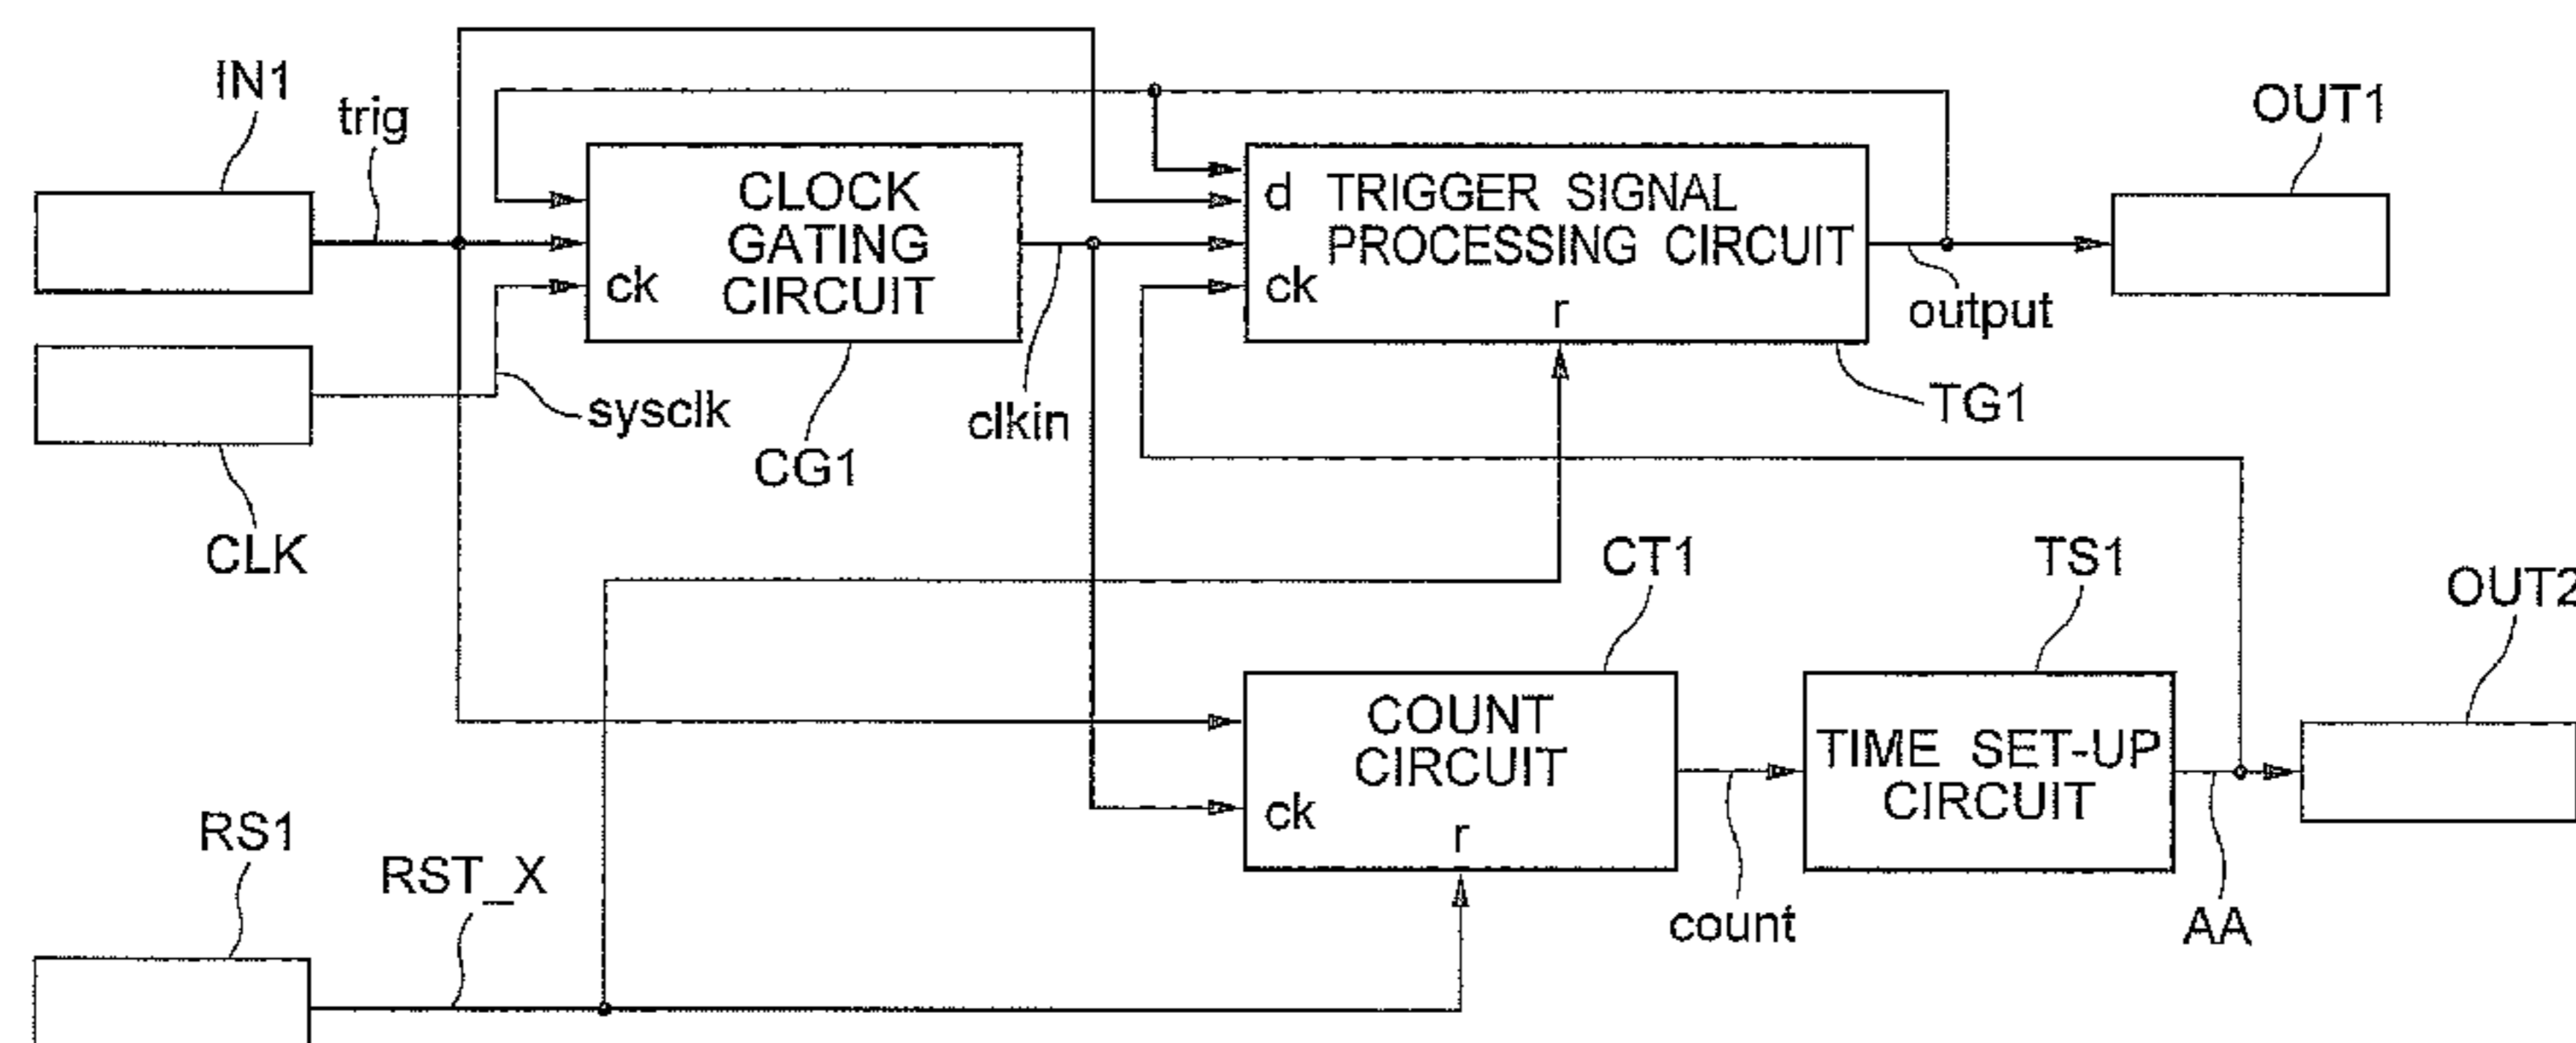 IN1
trig
OUT1
CLOCK
GATING
CIRCUIT
ck
d TRIGGER SIGNAL
PROCESSING CIRCUIT
ck
r
output
sysclk
clkin
TG1
CG1
CLK
CT1
TS1
OUT2
COUNT
CIRCUIT
ck
r
TIME SET-UP
CIRCUIT
RS1
RST_X
count
AA